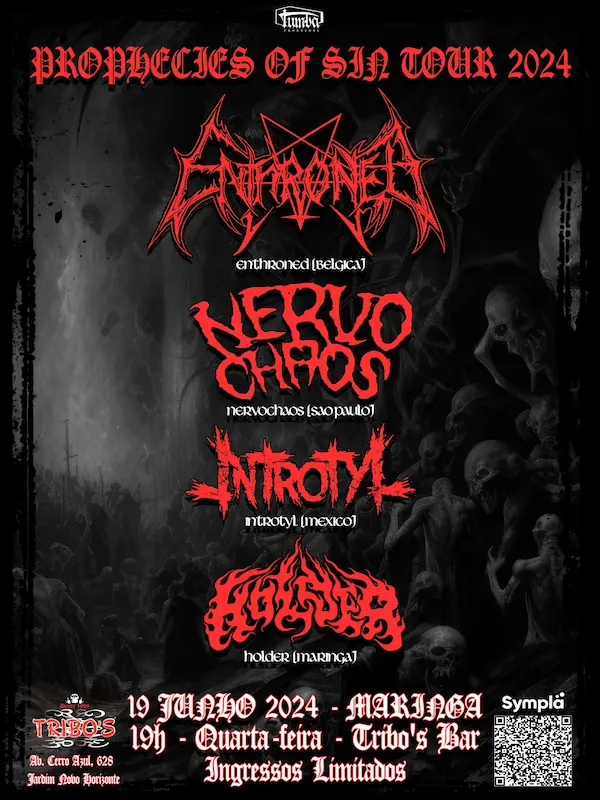 Tumba
PRODUCOES
PROPHECIES OF SIN TOUR 2024
ENTHRONED
enthroned [BELGICA]
NERVO
CHAOS
nervochaos [sao paulo]
INTROTYL
introtyl [mexico]
HOLDER
holder [maringa]
19 JUNHO 2024 - MARINGA
19h - Quarta-feira - Tribo's Bar
Ingressos Limitados
TRIBO'S
Av. Cerro Azul, 628
Jardim Novo Horizonte
Sympla